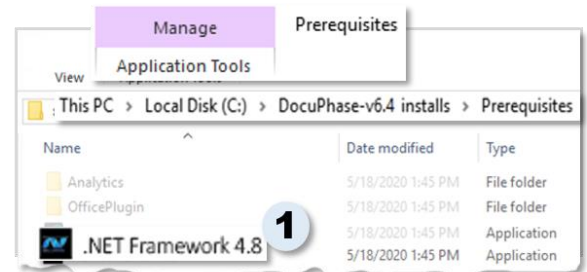 Manage Prerequisites
Application Tools
View
This PC > Local Disk (C:) > DocuPhase-v6.4 installs > Prerequisites
Name Date modified Type
Analytics 5/18/2020 1:45 PM File folder
OfficePlugin 5/18/2020 1:45 PM File folder
5/18/2020 1:45 PM Application
.NET Framework 4.8 1 5/18/2020 1:45 PM Application